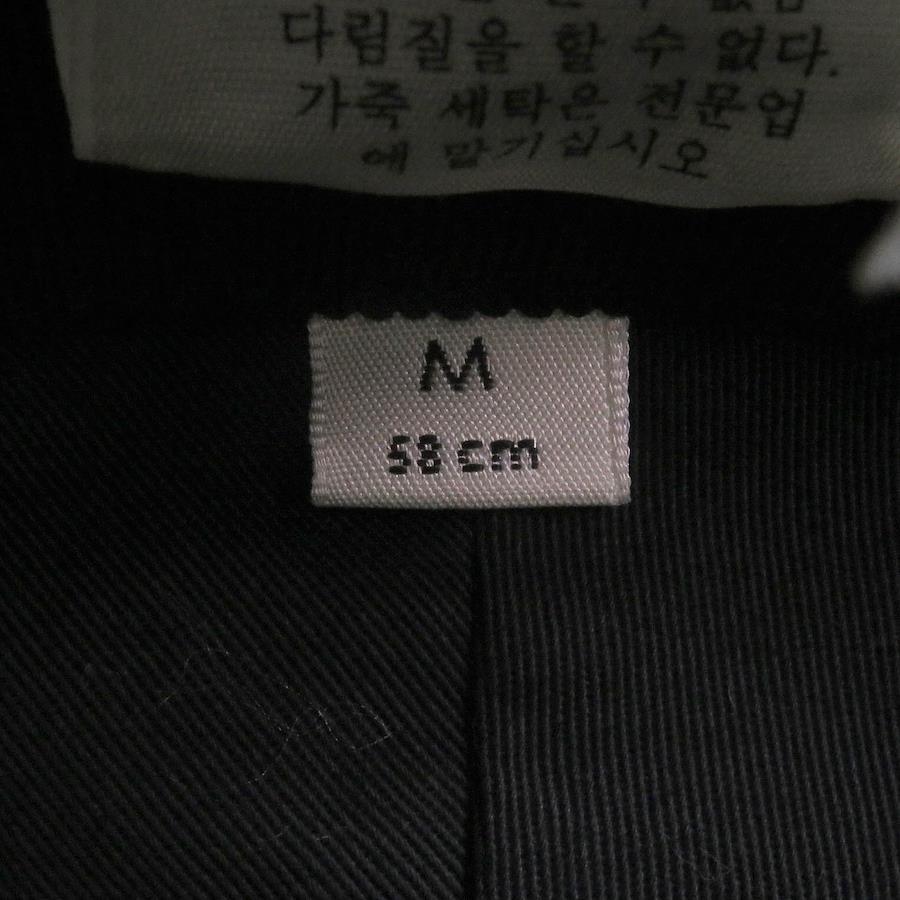 다림질을 할 수 없다.
가죽 세탁은 전문업
에 맡기십시오
M
58 cm